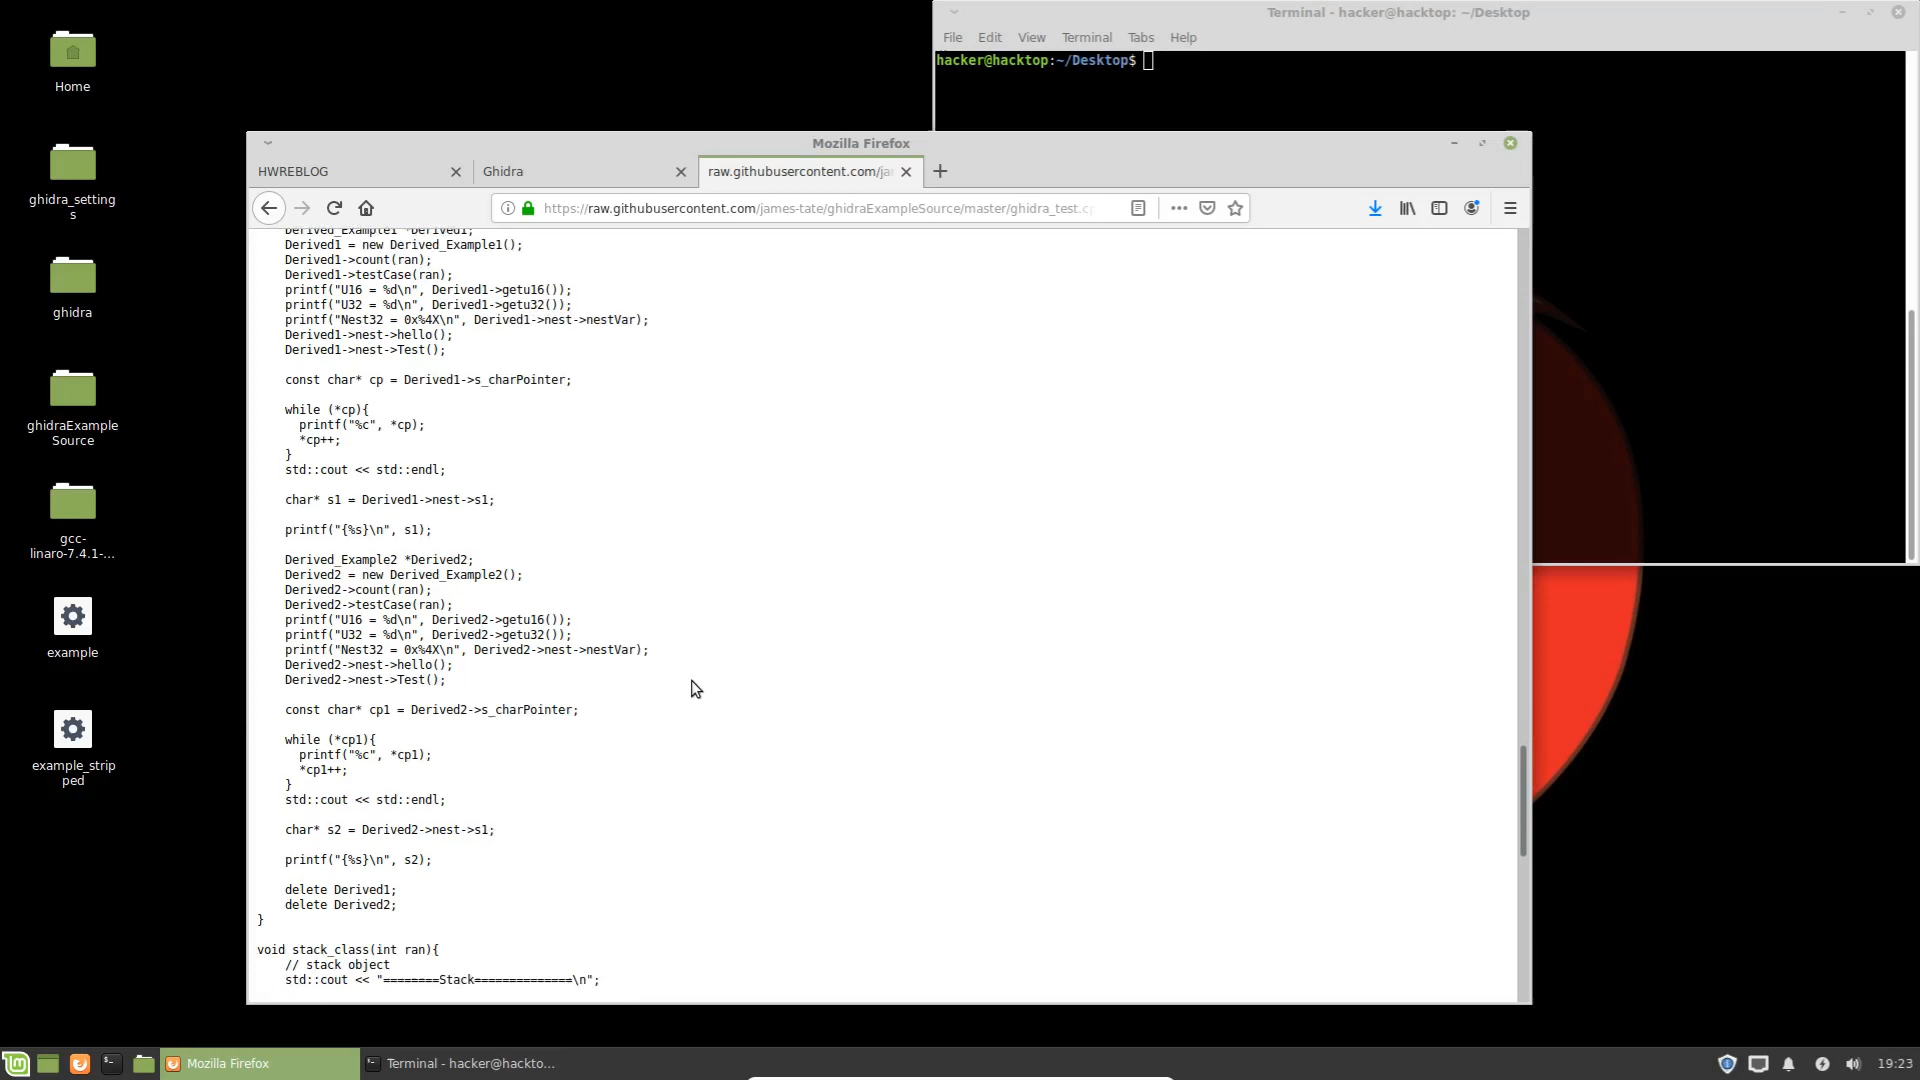 Terminal - hacker@hacktop: ~/Desktop
File Edit View Terminal Tabs Help
hacker@hacktop:~/Desktop$
Home
ghidra_setting
s
ghidra
ghidraExample
Source
gcc-
linaro-7.4.1-...
example
example_strip
ped
Mozilla Firefox
HWREBLOG
Ghidra
raw.githubusercontent.com/ja
https://raw.githubusercontent.com/james-tate/ghidraExampleSource/master/ghidra_test.c
Derived_Example1 *Derived1;
Derived1 = new Derived_Example1();
Derived1->count(ran);
Derived1->testCase(ran);
printf("U16 = %d\n", Derived1->getu16());
printf("U32 = %d\n", Derived1->getu32());
printf("Nest32 = 0x%4X\n", Derived1->nest->nestVar);
Derived1->nest->hello();
Derived1->nest->Test();
const char* cp = Derived1->s_charPointer;
while (*cp){
printf("%c", *cp);
*cp++;
}
std::cout << std::endl;
char* s1 = Derived1->nest->s1;
printf("{%s}\n", s1);
Derived_Example2 *Derived2;
Derived2 = new Derived_Example2();
Derived2->count(ran);
Derived2->testCase(ran);
printf("U16 = %d\n", Derived2->getu16());
printf("U32 = %d\n", Derived2->getu32());
printf("Nest32 = 0x%4X\n", Derived2->nest->nestVar);
Derived2->nest->hello();
Derived2->nest->Test();
const char* cp1 = Derived2->s_charPointer;
while (*cp1){
printf("%c", *cp1);
*cp1++;
}
std::cout << std::endl;
char* s2 = Derived2->nest->s1;
printf("{%s}\n", s2);
delete Derived1;
delete Derived2;
}
void stack_class(int ran){
// stack object
std::cout << "========Stack==============\n";
Mozilla Firefox
Terminal - hacker@hackto...
19:23